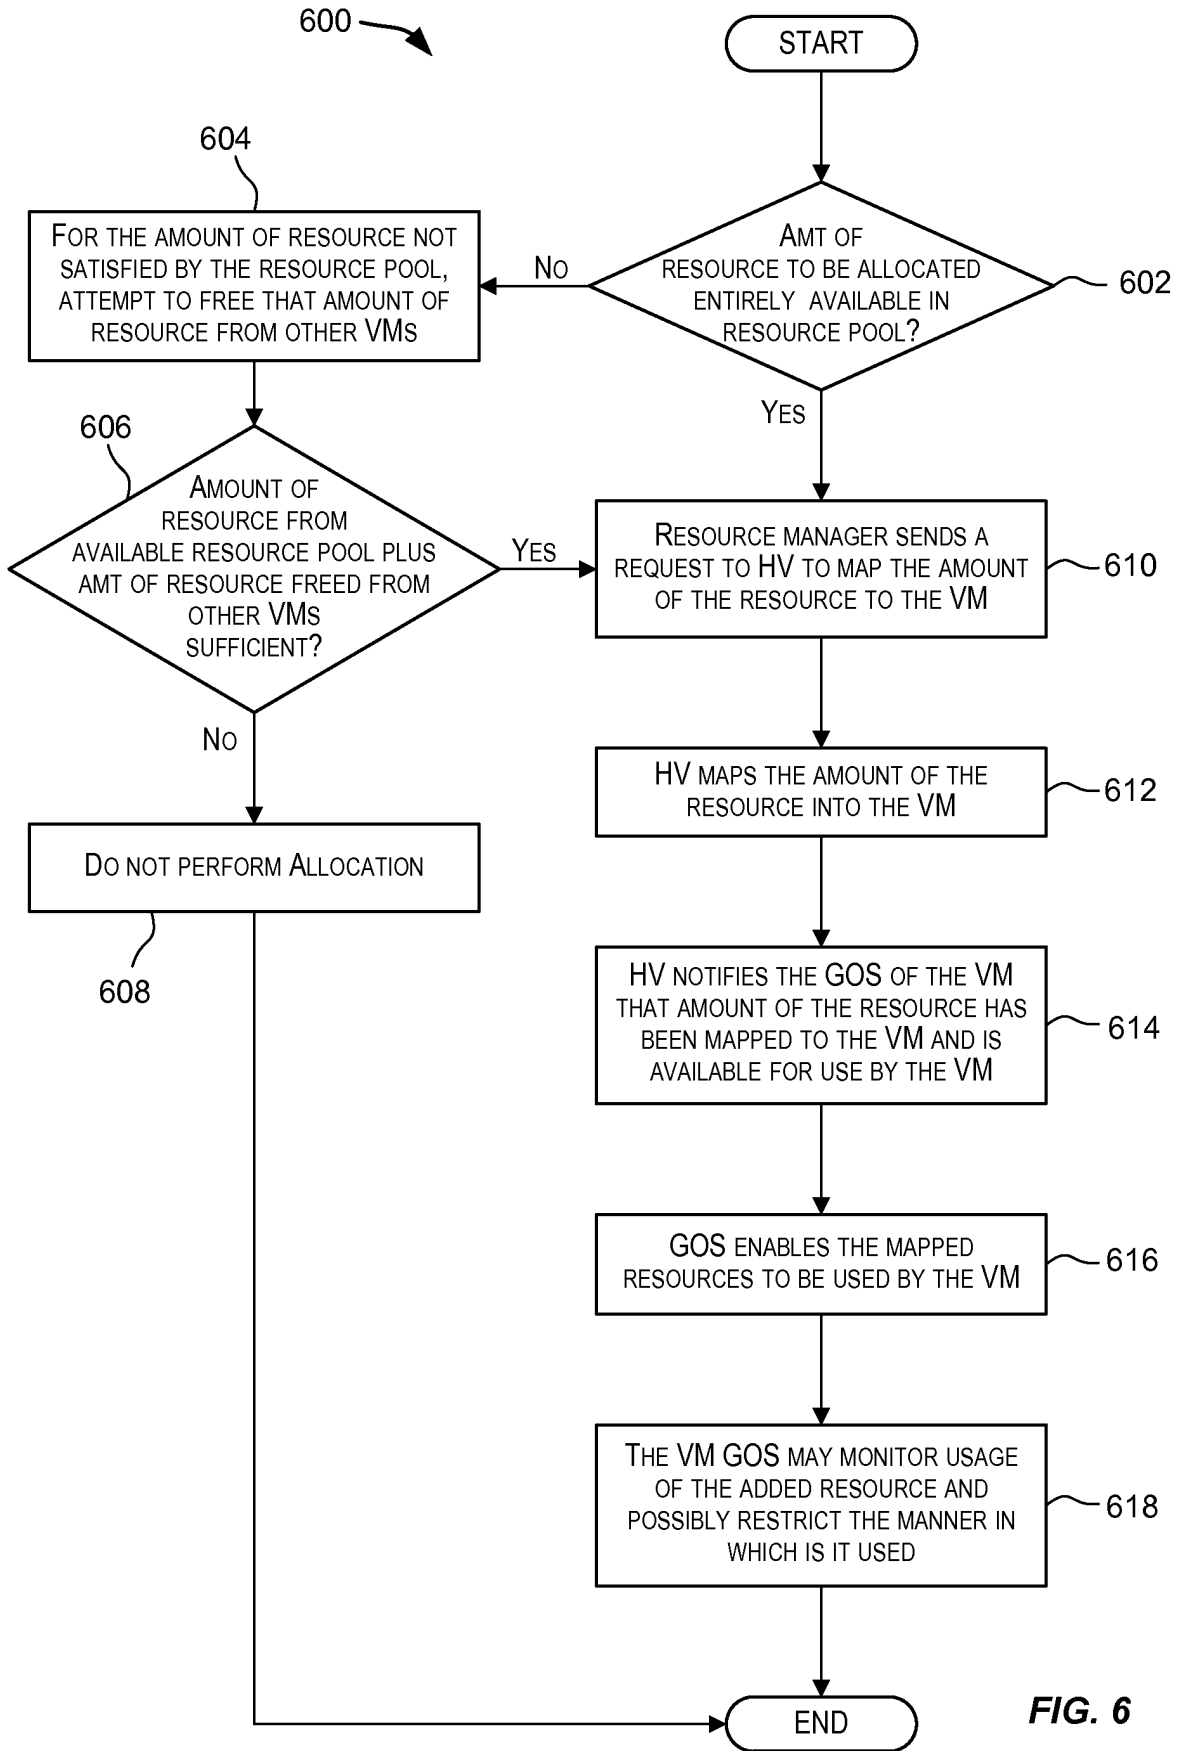 600
START
604
FOR THE AMOUNT OF RESOURCE NOT
SATISFIED BY THE RESOURCE POOL,
ATTEMPT TO FREE THAT AMOUNT OF
RESOURCE FROM OTHER VMS
NO
AMT OF
RESOURCE TO BE ALLOCATED
ENTIRELY AVAILABLE IN
RESOURCE POOL?
602
YES
606
AMOUNT OF
RESOURCE FROM
AVAILABLE RESOURCE POOL PLUS
AMT OF RESOURCE FREED FROM
OTHER VMS
SUFFICIENT?
YES
RESOURCE MANAGER SENDS A
REQUEST TO HV TO MAP THE AMOUNT
OF THE RESOURCE TO THE VM
610
NO
HV MAPS THE AMOUNT OF THE
RESOURCE INTO THE VM
612
DO NOT PERFORM ALLOCATION
608
HV NOTIFIES THE GOS OF THE VM
THAT AMOUNT OF THE RESOURCE HAS
BEEN MAPPED TO THE VM AND IS
AVAILABLE FOR USE BY THE VM
614
GOS ENABLES THE MAPPED
RESOURCES TO BE USED BY THE VM
616
THE VM GOS MAY MONITOR USAGE
OF THE ADDED RESOURCE AND
POSSIBLY RESTRICT THE MANNER IN
WHICH IS IT USED
618
END
FIG. 6